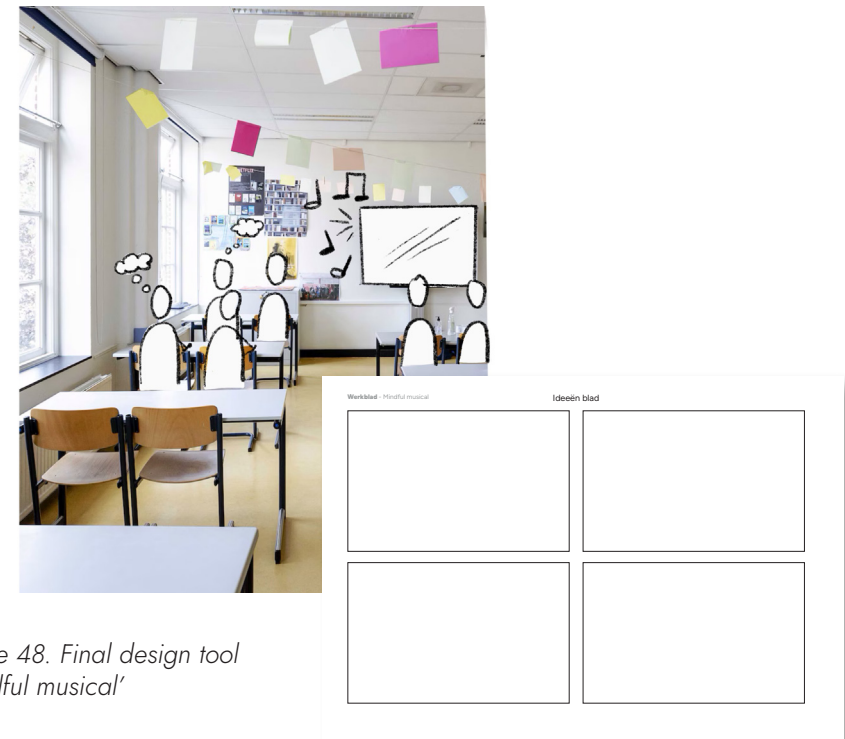 Werkblad - Mindful musical
Ideeën blad
e 48. Final design tool
dful musical’